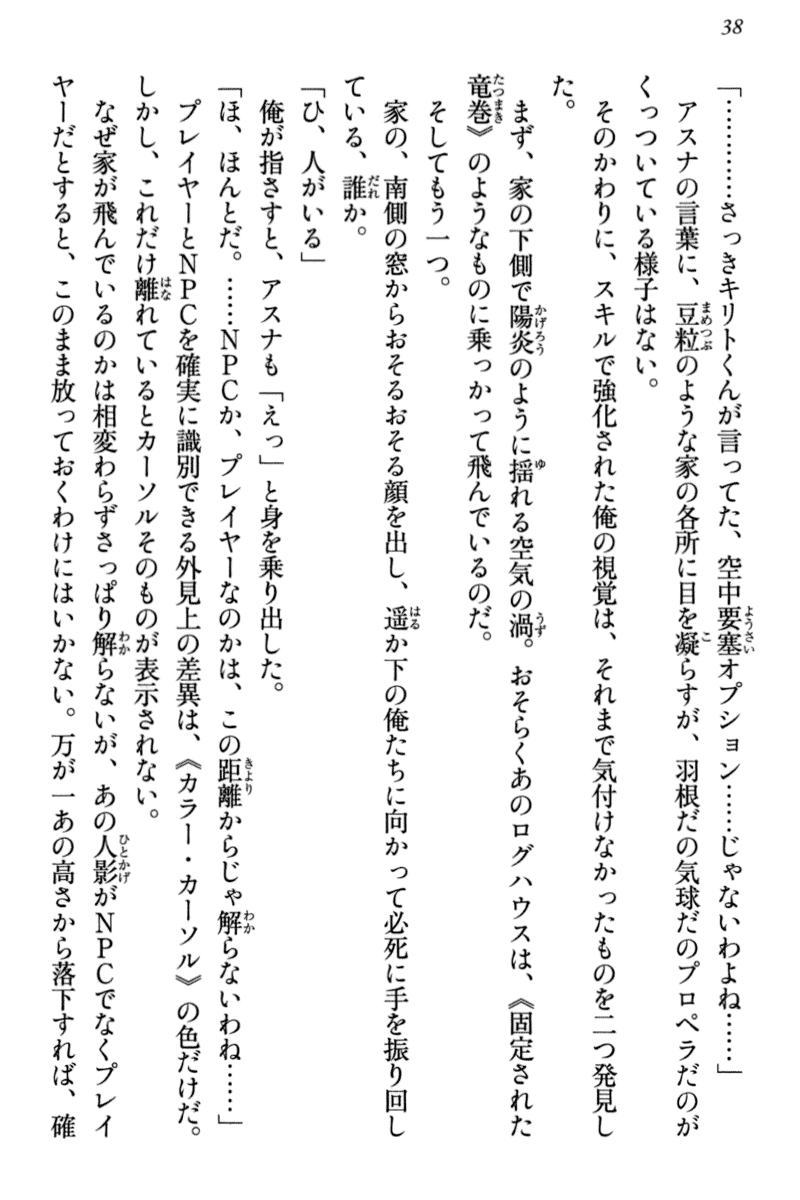 38
「…………さっきキリトくんが言ってた、空中要塞オプション……じゃないわよね……」
　アスナの言葉に、豆粒のような家の各所に目を凝らすが、羽根だの気球だのプロペラだのが
くっついている様子はない。
　そのかわりに、スキルで強化された俺の視覚は、それまで気付けなかったものを二つ発見し
た。
　まず、家の下側で陽炎のように揺れる空気の渦。おそらくあのログハウスは、《固定された
竜巻》のようなものに乗っかって飛んでいるのだ。
　そしてもう一つ。
　家の、南側の窓からおそるおそる顔を出し、遥か下の俺たちに向かって必死に手を振り回し
ている、誰か。
「ひ、人がいる」
　俺が指さすと、アスナも「えっ」と身を乗り出した。
「ほ、ほんとだ。……ＮＰＣか、プレイヤーなのかは、この距離からじゃ解らないわね……」
　プレイヤーとＮＰＣを確実に識別できる外見上の差異は、《カラー・カーソル》の色だけだ。
しかし、これだけ離れているとカーソルそのものが表示されない。
　なぜ家が飛んでいるのかは相変わらずさっぱり解らないが、あの人影がＮＰＣでなくプレイ
ヤーだとすると、このまま放っておくわけにはいかない。万が一あの高さから落下すれば、確